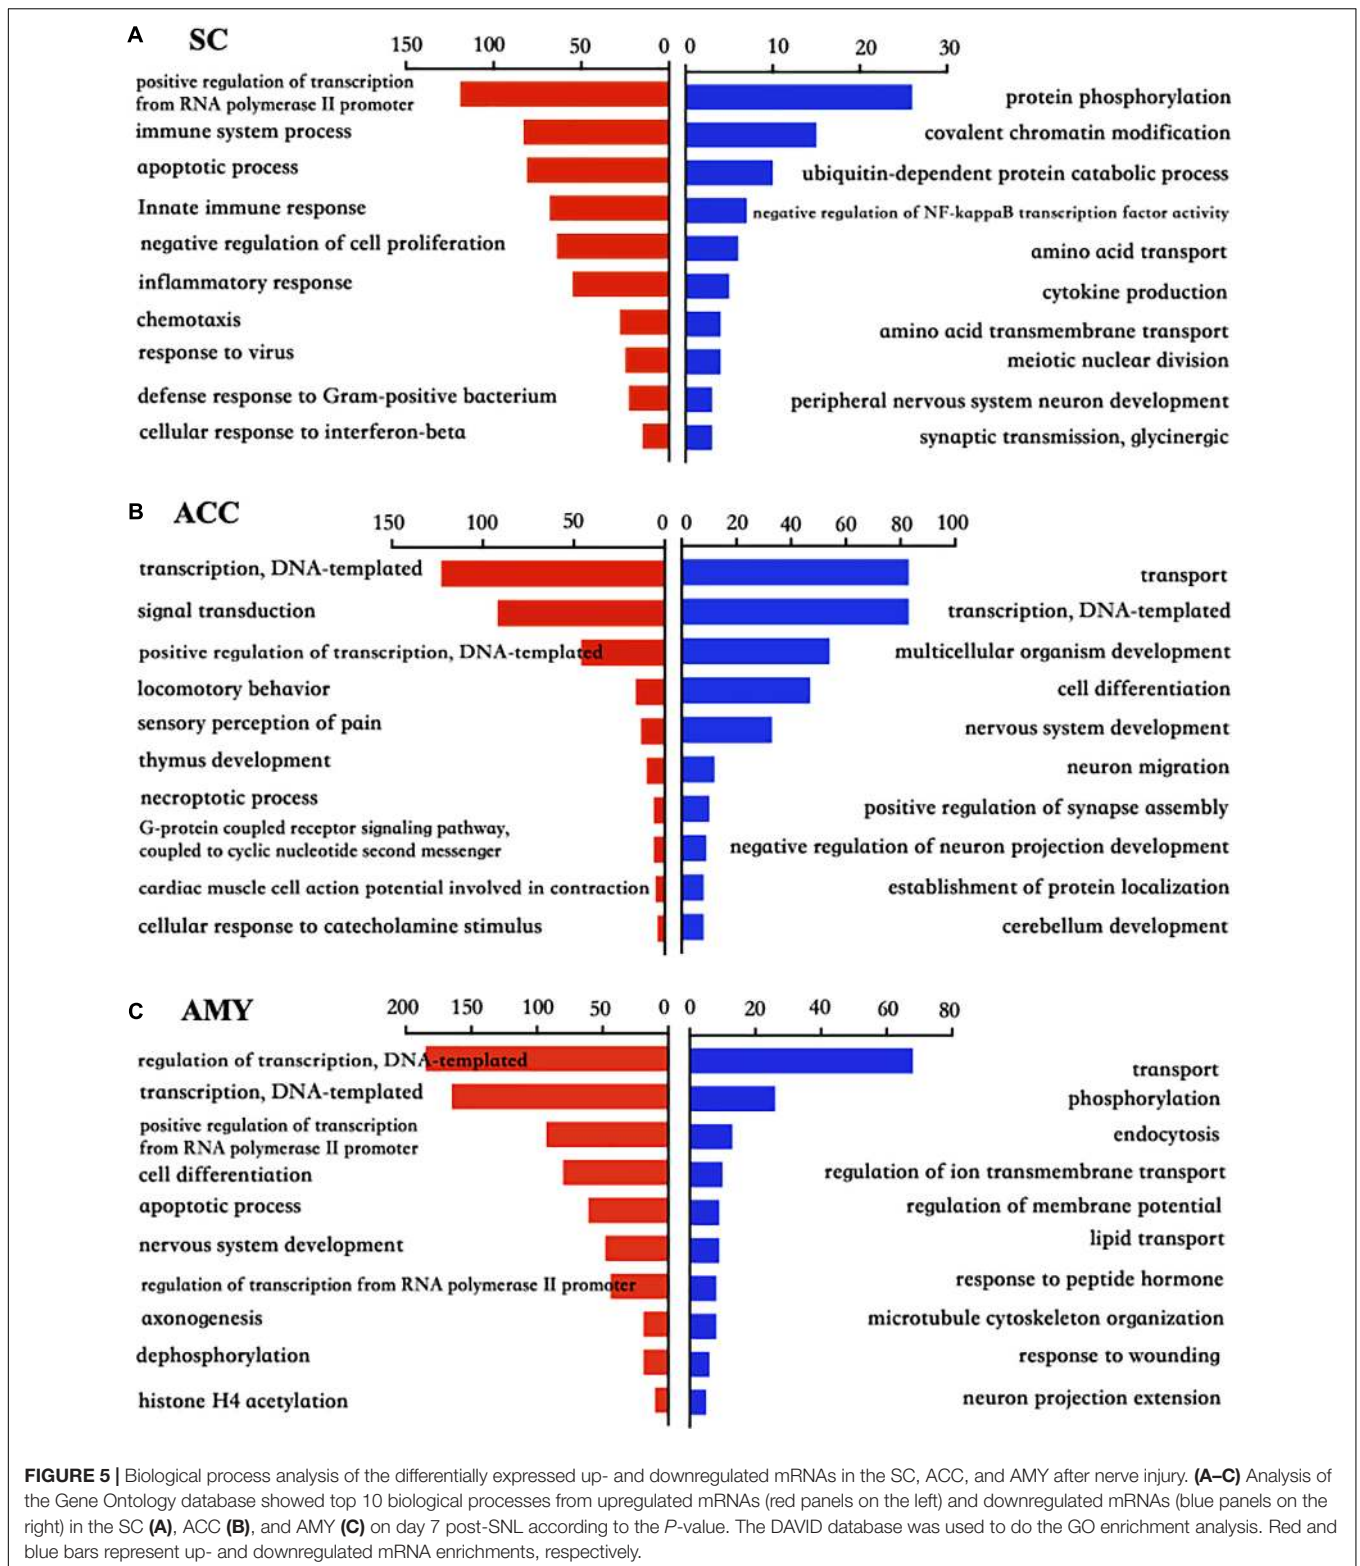 A SC
150 100 50 0 0 10 20 30
positive regulation of transcription
from RNA polymerase II promoter
protein phosphorylation
immune system process
covalent chromatin modification
apoptotic process
ubiquitin-dependent protein catabolic process
Innate immune response
negative regulation of NF-kappaB transcription factor activity
negative regulation of cell proliferation
amino acid transport
inflammatory response
cytokine production
chemotaxis
amino acid transmembrane transport
response to virus
meiotic nuclear division
defense response to Gram-positive bacterium
peripheral nervous system neuron development
cellular response to interferon-beta
synaptic transmission, glycinergic
B ACC
150 100 50 0 0 20 40 60 80 100
transcription, DNA-templated
transport
signal transduction
transcription, DNA-templated
positive regulation of transcription, DNA-templated
multicellular organism development
locomotory behavior
cell differentiation
sensory perception of pain
nervous system development
thymus development
neuron migration
necroptotic process
positive regulation of synapse assembly
G-protein coupled receptor signaling pathway,
coupled to cyclic nucleotide second messenger
negative regulation of neuron projection development
cardiac muscle cell action potential involved in contraction
establishment of protein localization
cellular response to catecholamine stimulus
cerebellum development
C AMY
200 150 100 50 0 0 20 40 60 80
regulation of transcription, DNA-templated
transport
transcription, DNA-templated
phosphorylation
positive regulation of transcription
from RNA polymerase II promoter
endocytosis
cell differentiation
regulation of ion transmembrane transport
apoptotic process
regulation of membrane potential
nervous system development
lipid transport
regulation of transcription from RNA polymerase II promoter
response to peptide hormone
axonogenesis
microtubule cytoskeleton organization
dephosphorylation
response to wounding
histone H4 acetylation
neuron projection extension
FIGURE 5 | Biological process analysis of the differentially expressed up- and downregulated mRNAs in the SC, ACC, and AMY after nerve injury. (A–C) Analysis of
the Gene Ontology database showed top 10 biological processes from upregulated mRNAs (red panels on the left) and downregulated mRNAs (blue panels on the
right) in the SC (A), ACC (B), and AMY (C) on day 7 post-SNL according to the P-value. The DAVID database was used to do the GO enrichment analysis. Red and
blue bars represent up- and downregulated mRNA enrichments, respectively.